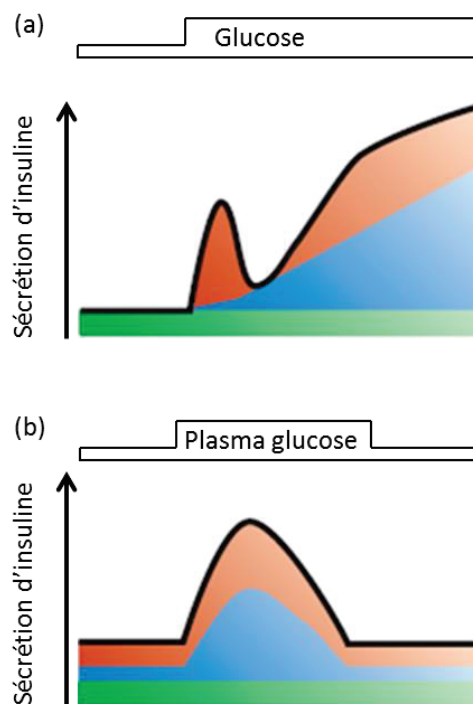 (a)
Glucose
Sécrétion d'insuline
(b)
Plasma glucose
Sécrétion d'insuline